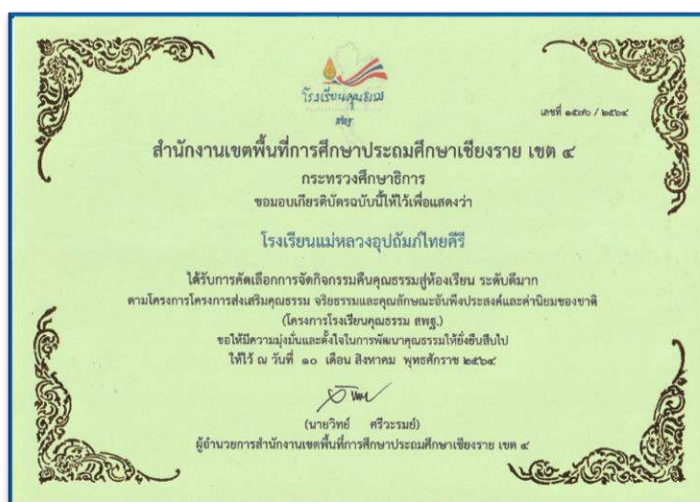 โรงเรียนคุณธรรม
สพฐ.
เลขที่ ๑๕๗๖ / ๒๕๖๔
สำนักงานเขตพื้นที่การศึกษาประถมศึกษาเชียงราย เขต ๔
กระทรวงศึกษาธิการ
ขอมอบเกียรติบัตรฉบับนี้ให้ไว้เพื่อแสดงว่า
โรงเรียนแม่หลวงอุปถัมภ์ไทยคีรี
ได้รับการคัดเลือกการจัดกิจกรรมคืนคุณธรรมสู่ห้องเรียน ระดับดีมาก
ตามโครงการโครงการส่งเสริมคุณธรรม จริยธรรมและคุณลักษณะอันพึงประสงค์และค่านิยมของชาติ
(โครงการโรงเรียนคุณธรรม สพฐ.)
ขอให้มีความมุ่งมั่นและตั้งใจในการพัฒนาคุณธรรมให้ยั่งยืนสืบไป
ให้ไว้ ณ วันที่ ๑๐ เดือน สิงหาคม พุทธศักราช ๒๕๖๔
(นายวิทย์ ศรีวะรมย์)
ผู้อำนวยการสำนักงานเขตพื้นที่การศึกษาประถมศึกษาเชียงราย เขต ๔